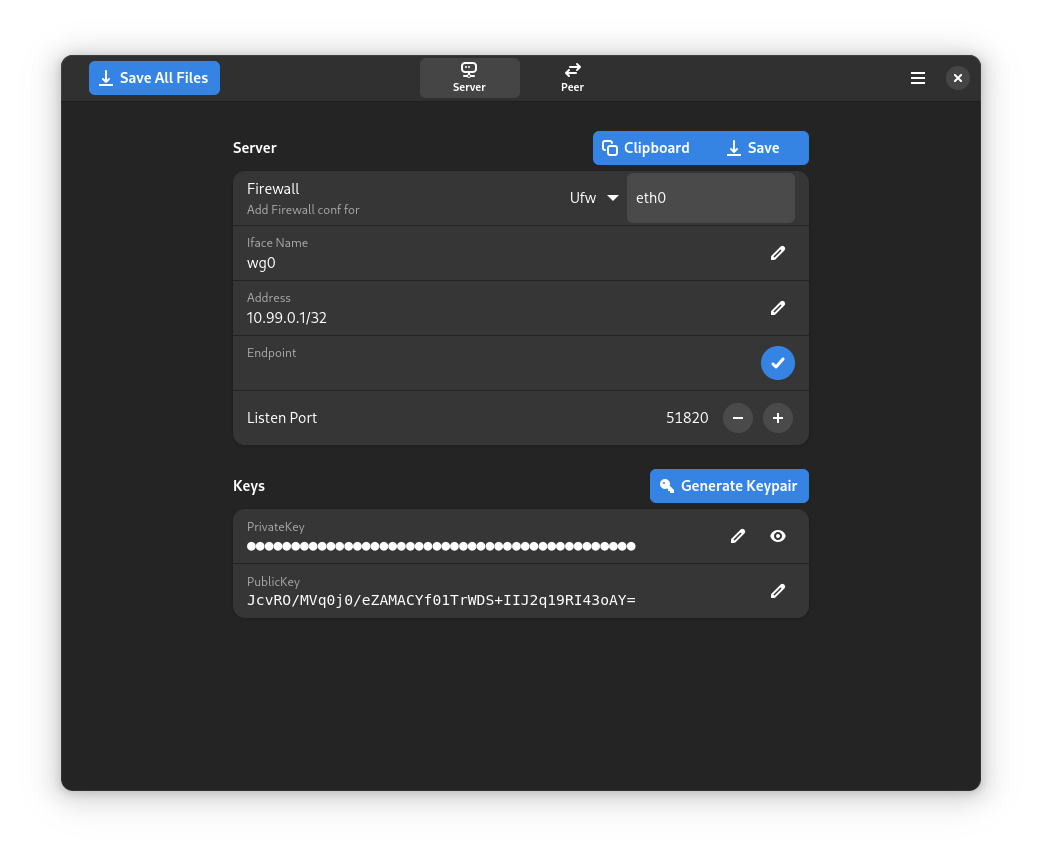 Save All Files
Server
Peer
Server
Clipboard
Save
Firewall
Add Firewall conf for
Ufw
eth0
Iface Name
wg0
Address
10.99.0.1/32
Endpoint
Listen Port
51820
Keys
Generate Keypair
PrivateKey
●●●●●●●●●●●●●●●●●●●●●●●●●●●●●●●●●●●●●●●●●●●●
PublicKey
JcvRO/MVq0j0/eZAMACYf01TrWDS+IIJ2q19RI43oAY=